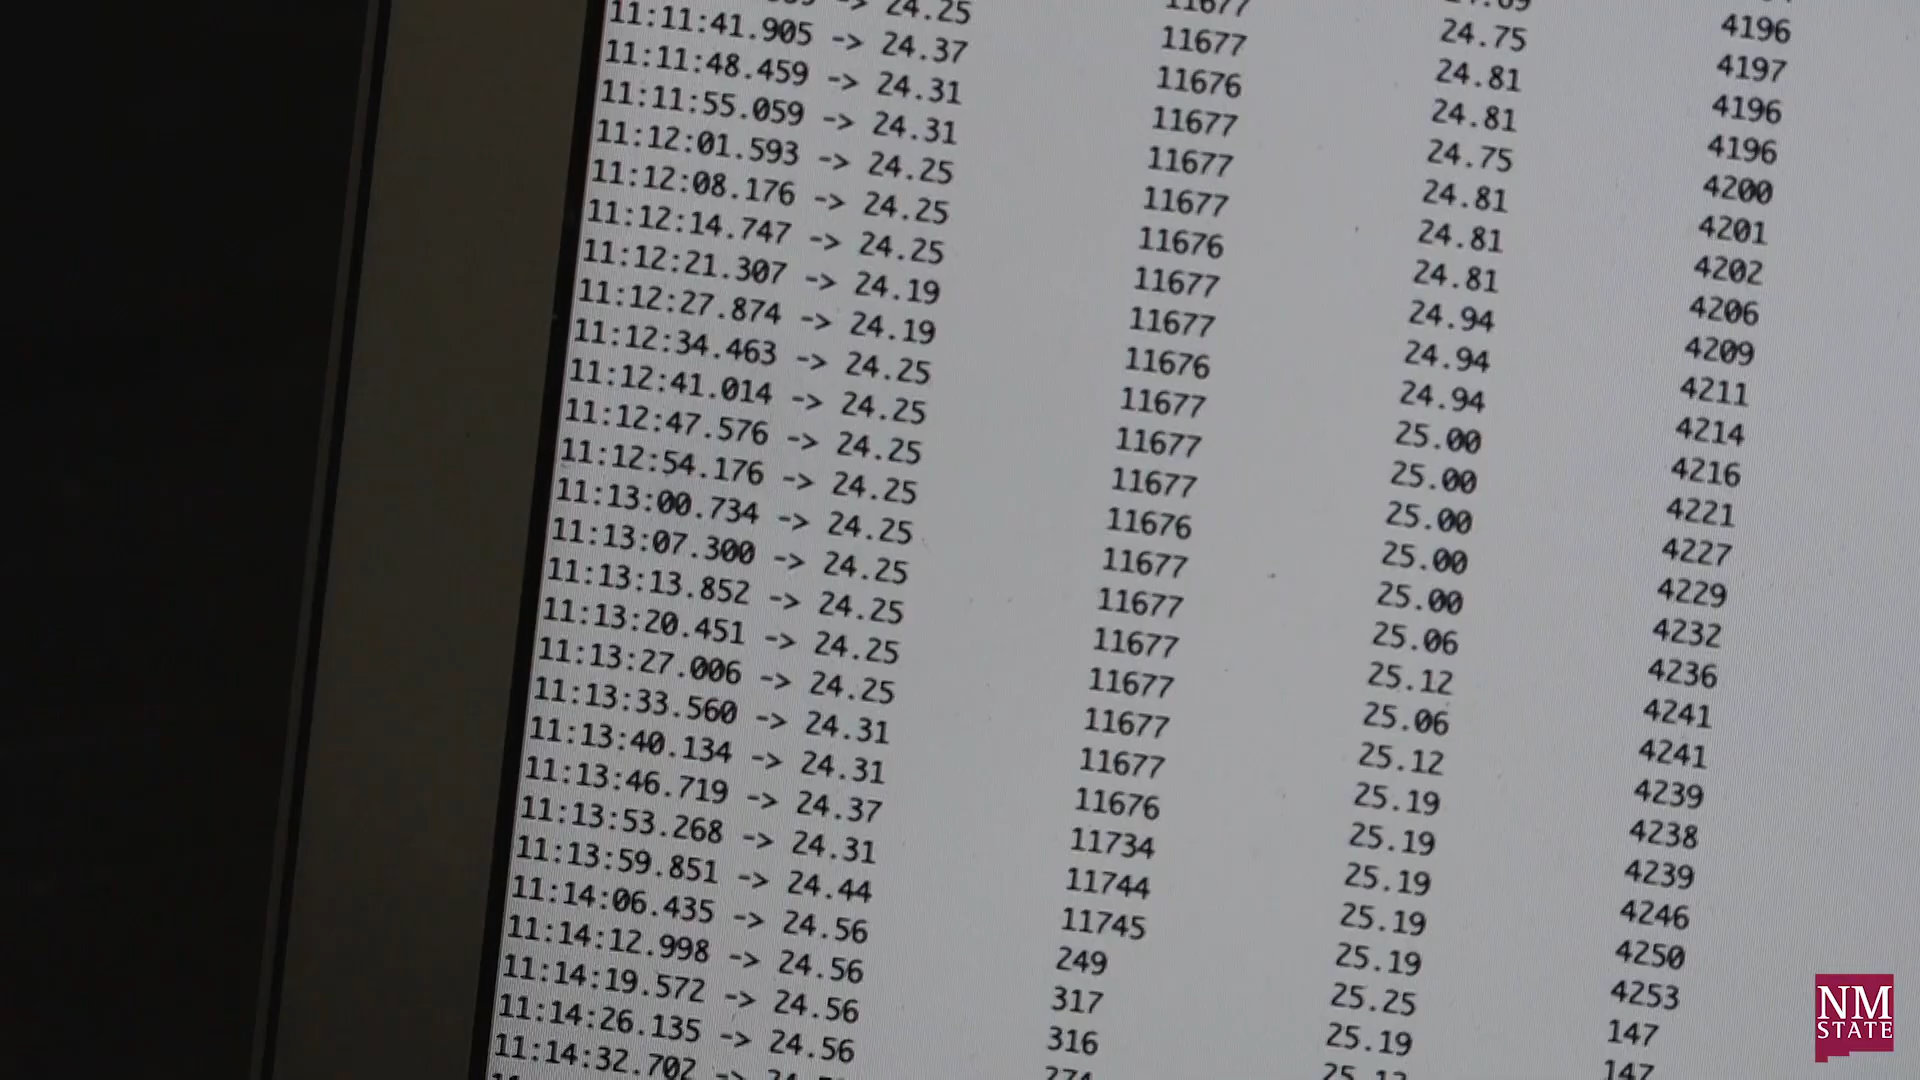 4196
11677 24.75 4197
24.25 11677 24.81 4196
11:11:41.905 -> 24.37 11676 24.81 4196
11:11:48.459 -> 24.31 11677 24.75 4200
11:11:55.059 -> 24.31 11677 24.81 4201
11:12:01.593 -> 24.25 11677 24.81 4202
11:12:08.176 -> 24.25 11676 24.81 4206
11:12:14.747 -> 24.25 11677 24.94 4209
11:12:21.307 -> 24.19 11677 24.94 4211
11:12:27.874 -> 24.19 11676 24.94 4214
11:12:34.463 -> 24.25 11677 25.00 4216
11:12:41.014 -> 24.25 11677 25.00 4221
11:12:47.576 -> 24.25 11677 25.00 4227
11:12:54.176 -> 24.25 11676 25.00 4229
11:13:00.734 -> 24.25 11677 25.00 4232
11:13:07.300 -> 24.25 11677 25.06 4236
11:13:13.852 -> 24.25 11677 25.12 4241
11:13:20.451 -> 24.25 11677 25.06 4241
11:13:27.006 -> 24.25 11677 25.12 4239
11:13:33.560 -> 24.31 11677 25.19 4238
11:13:40.134 -> 24.31 11676 25.19 4239
11:13:46.719 -> 24.37 11734 25.19 4246
11:13:53.268 -> 24.31 11744 25.19 4250
11:13:59.851 -> 24.44 11745 25.19 4253
11:14:06.435 -> 24.56 249 25.25 147
11:14:12.998 -> 24.56 317 25.19 147
11:14:19.572 -> 24.56 316
11:14:26.135 -> 24.56
11:14:32.702 ->
NM
STATE